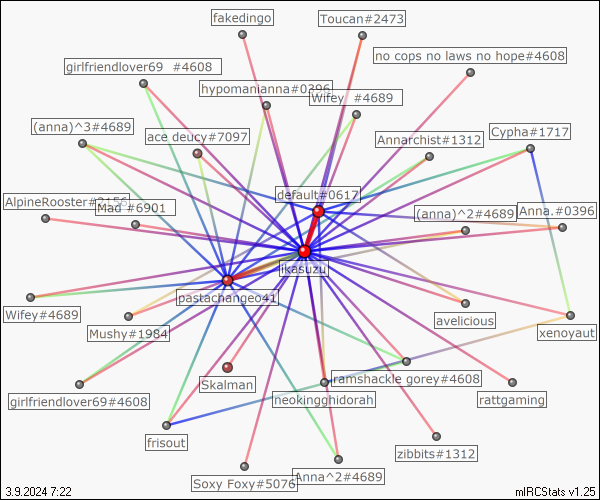 fakedingo
Toucan#2473
no cops no laws no hope#4608
girlfriendlover69 #4608
hypomanianna#0396
Wifey #4689
(anna)^3#4689
ace deucy#7097
Annarchist#1312
Cypha#1717
default#0617
AlpineRooster#2156
Mad #6901
(anna)^2#4689
Anna.#0396
ikasuzu
pastachangeo41
Wifey#4689
Mushy#1984
avelicious
xenoyaut
Skalman
ramshackle gorey#4608
girlfriendlover69#4608
neokingghidorah
rattgaming
frisout
zibbits#1312
Soxy Foxy#5076
Anna^2#4689
3.9.2024 7:22
mIRCStats v1.25